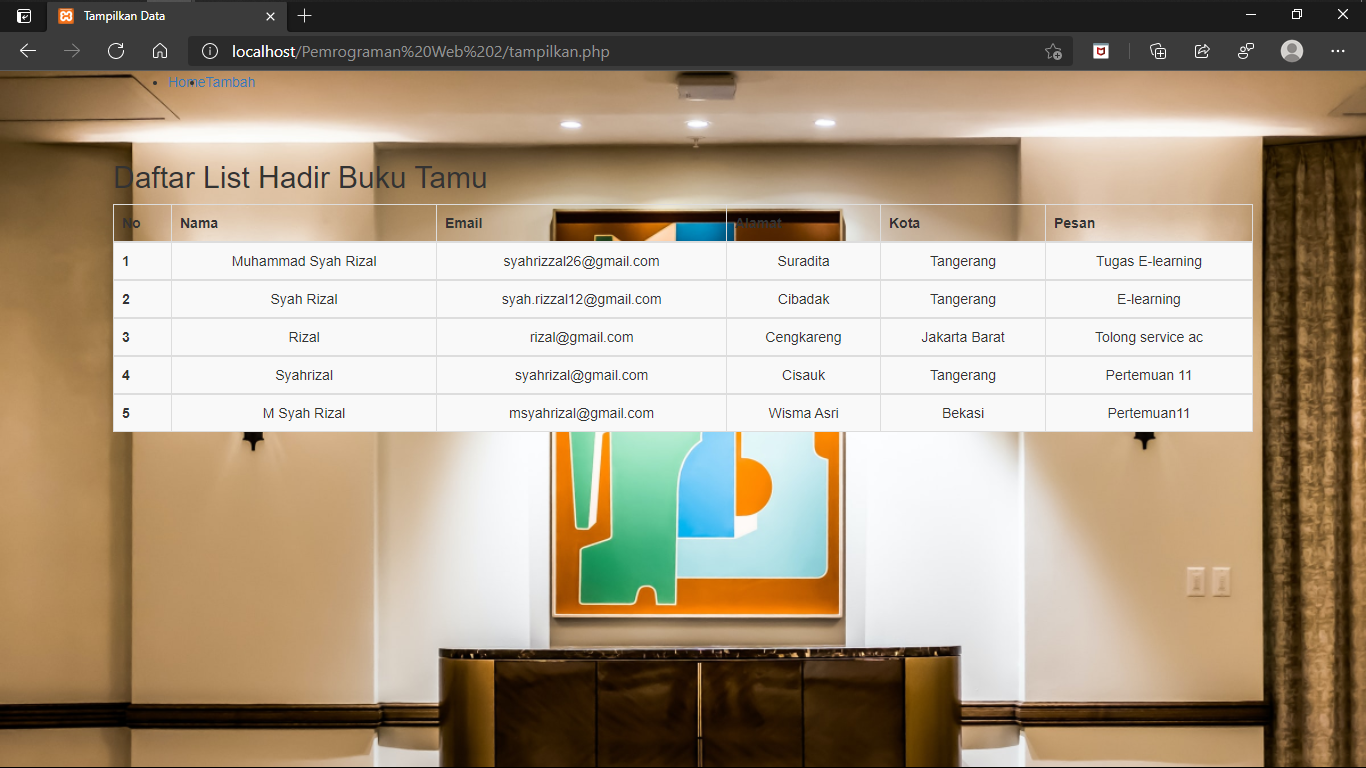 Tampilkan Data
localhost/Pemrograman%20Web%202/tampilkan.php
HomeTambah
Daftar List Hadir Buku Tamu
No Nama Email Alamat Kota Pesan
1 Muhammad Syah Rizal syahrizzal26@gmail.com Suradita Tangerang Tugas E-learning
2 Syah Rizal syah.rizzal12@gmail.com Cibadak Tangerang E-learning
3 Rizal rizal@gmail.com Cengkareng Jakarta Barat Tolong service ac
4 Syahrizal syahrizal@gmail.com Cisauk Tangerang Pertemuan 11
5 M Syah Rizal msyahrizal@gmail.com Wisma Asri Bekasi Pertemuan11